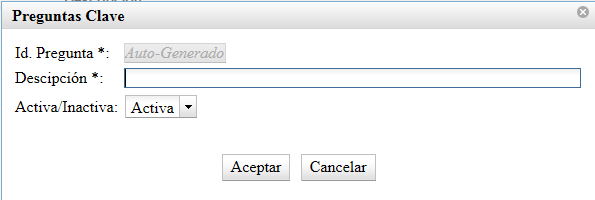 Preguntas Clave
Id. Pregunta *: Auto-Generado
Descipción *:
Activa/Inactiva: Activa
Aceptar Cancelar